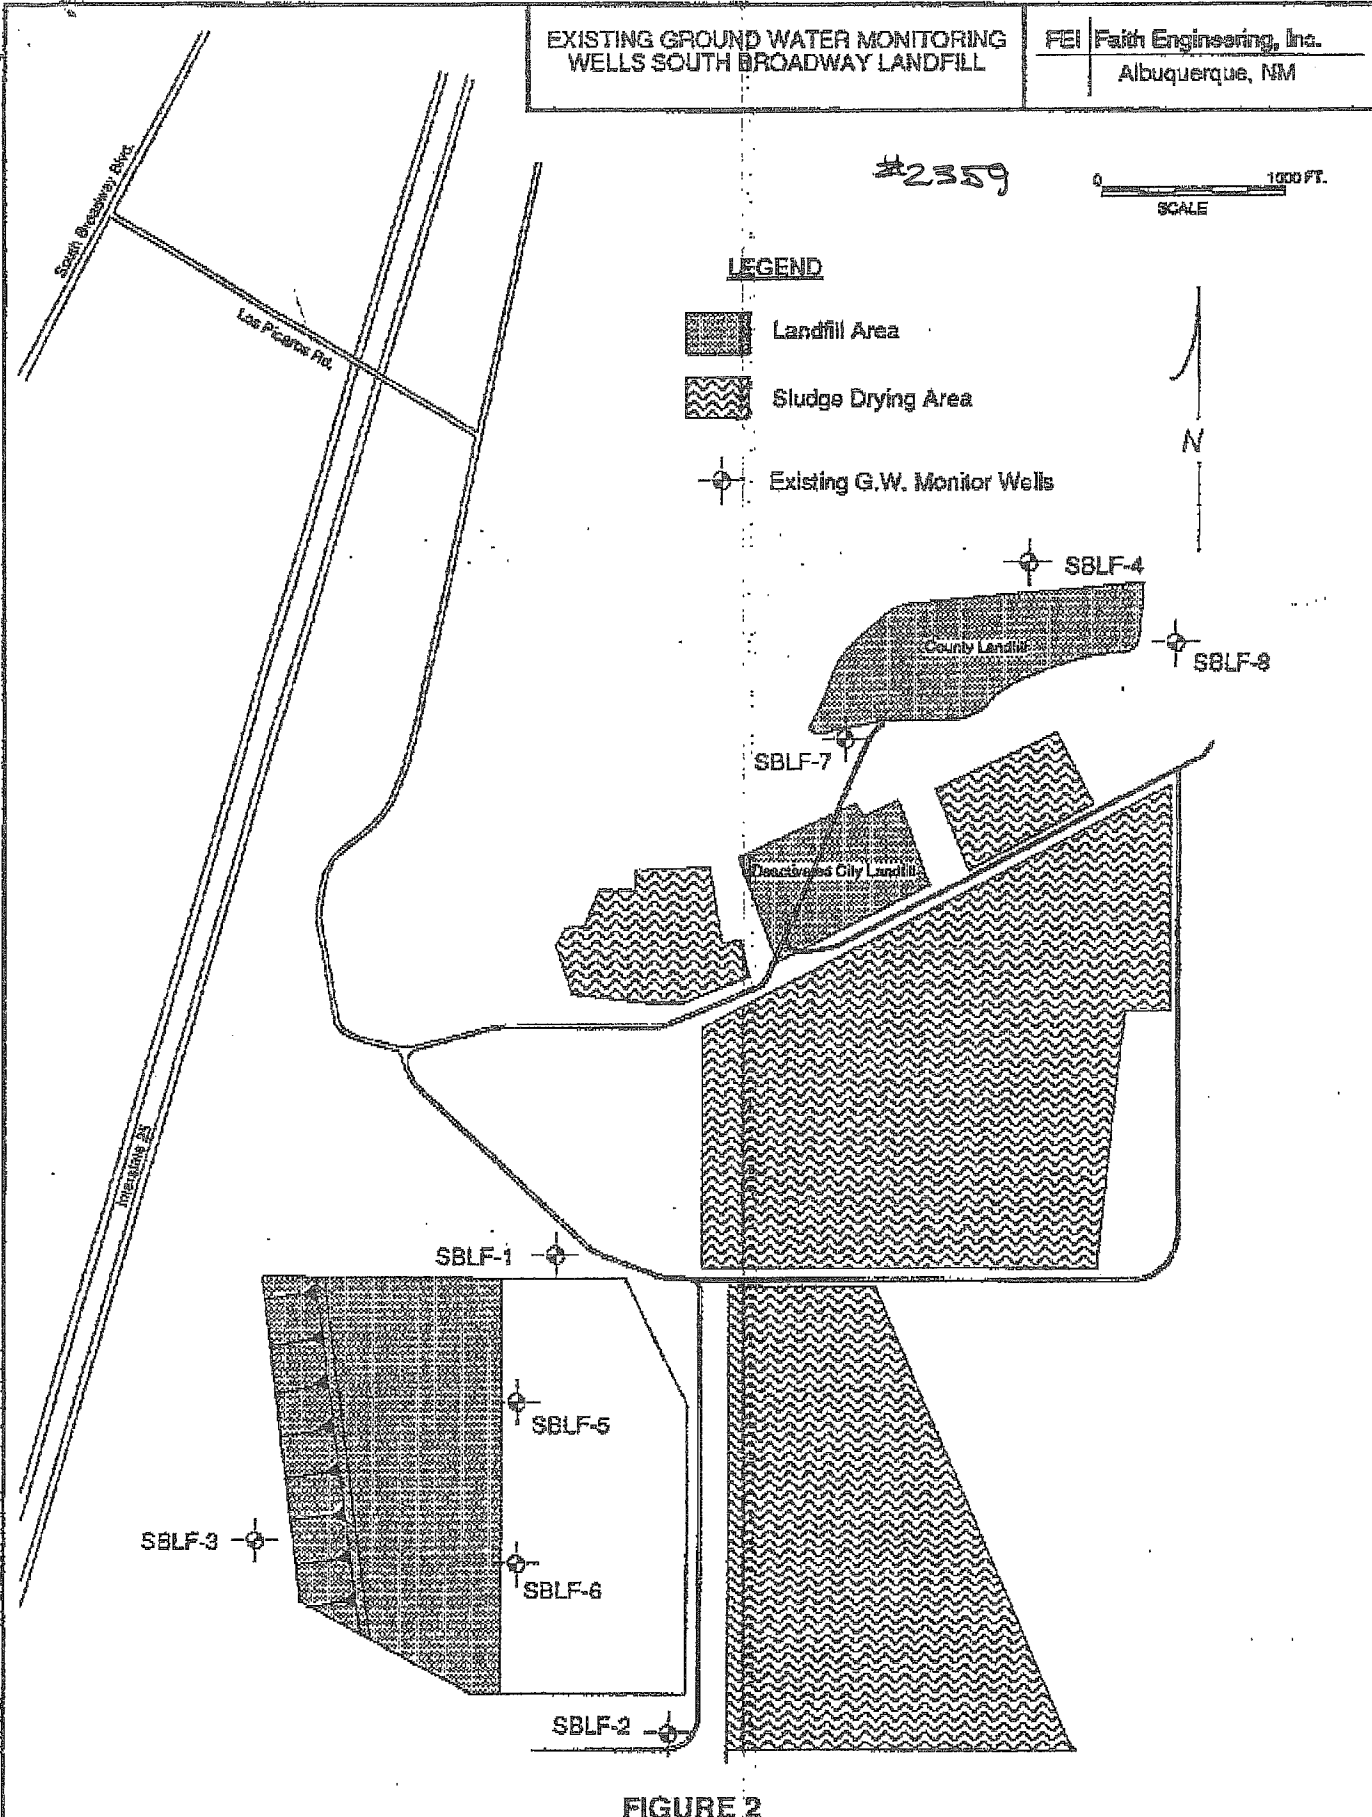 EXISTING GROUND WATER MONITORING
WELLS SOUTH BROADWAY LANDFILL
FEI Faith Engineering, Inc.
Albuquerque, NM
#2359
0 1000 FT.
SCALE
South Broadway Blvd.
Los Picaros Rd.
LEGEND
Landfill Area
Sludge Drying Area
Existing G.W. Monitor Wells
N
SBLF-4
County Landfill
SBLF-8
SBLF-7
Deactivated City Landfill
Interstate 25
SBLF-1
SBLF-5
SBLF-3
SBLF-6
SBLF-2
FIGURE 2